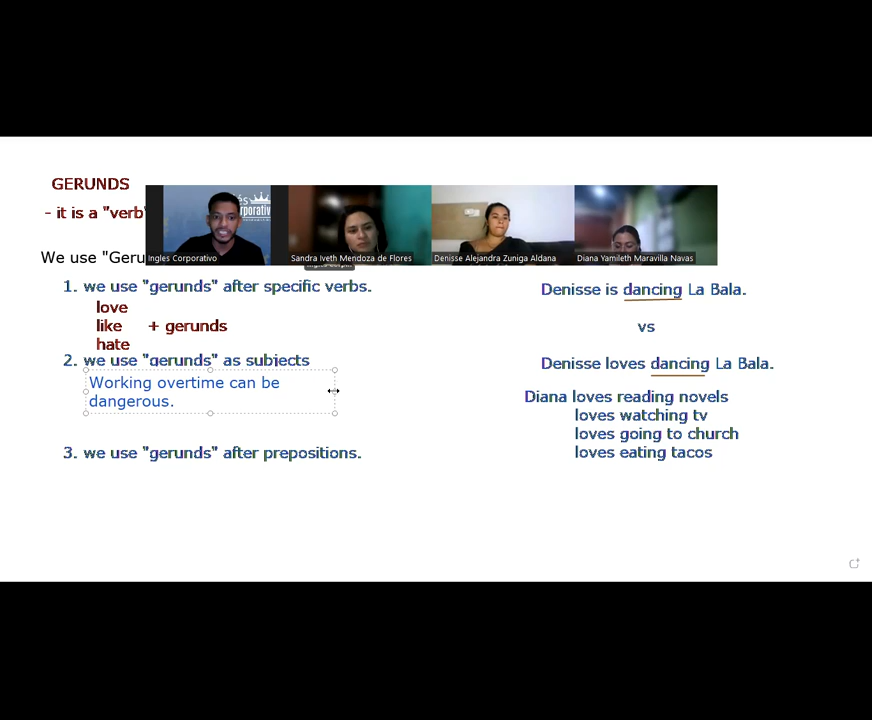 GERUNDS
- it is a "verb"
We use "Geru
Ingles Corporativo
Sandra Iveth Mendoza de Flores
Denisse Alejandra Zuniga Aldana
Diana Yamileth Maravilla Navas
1. we use "gerunds" after specific verbs.
love
like + gerunds
hate
2. we use "gerunds" as subjects
Working overtime can be
dangerous.
3. we use "gerunds" after prepositions.
Denisse is dancing La Bala.
vs
Denisse loves dancing La Bala.
Diana loves reading novels
loves watching tv
loves going to church
loves eating tacos